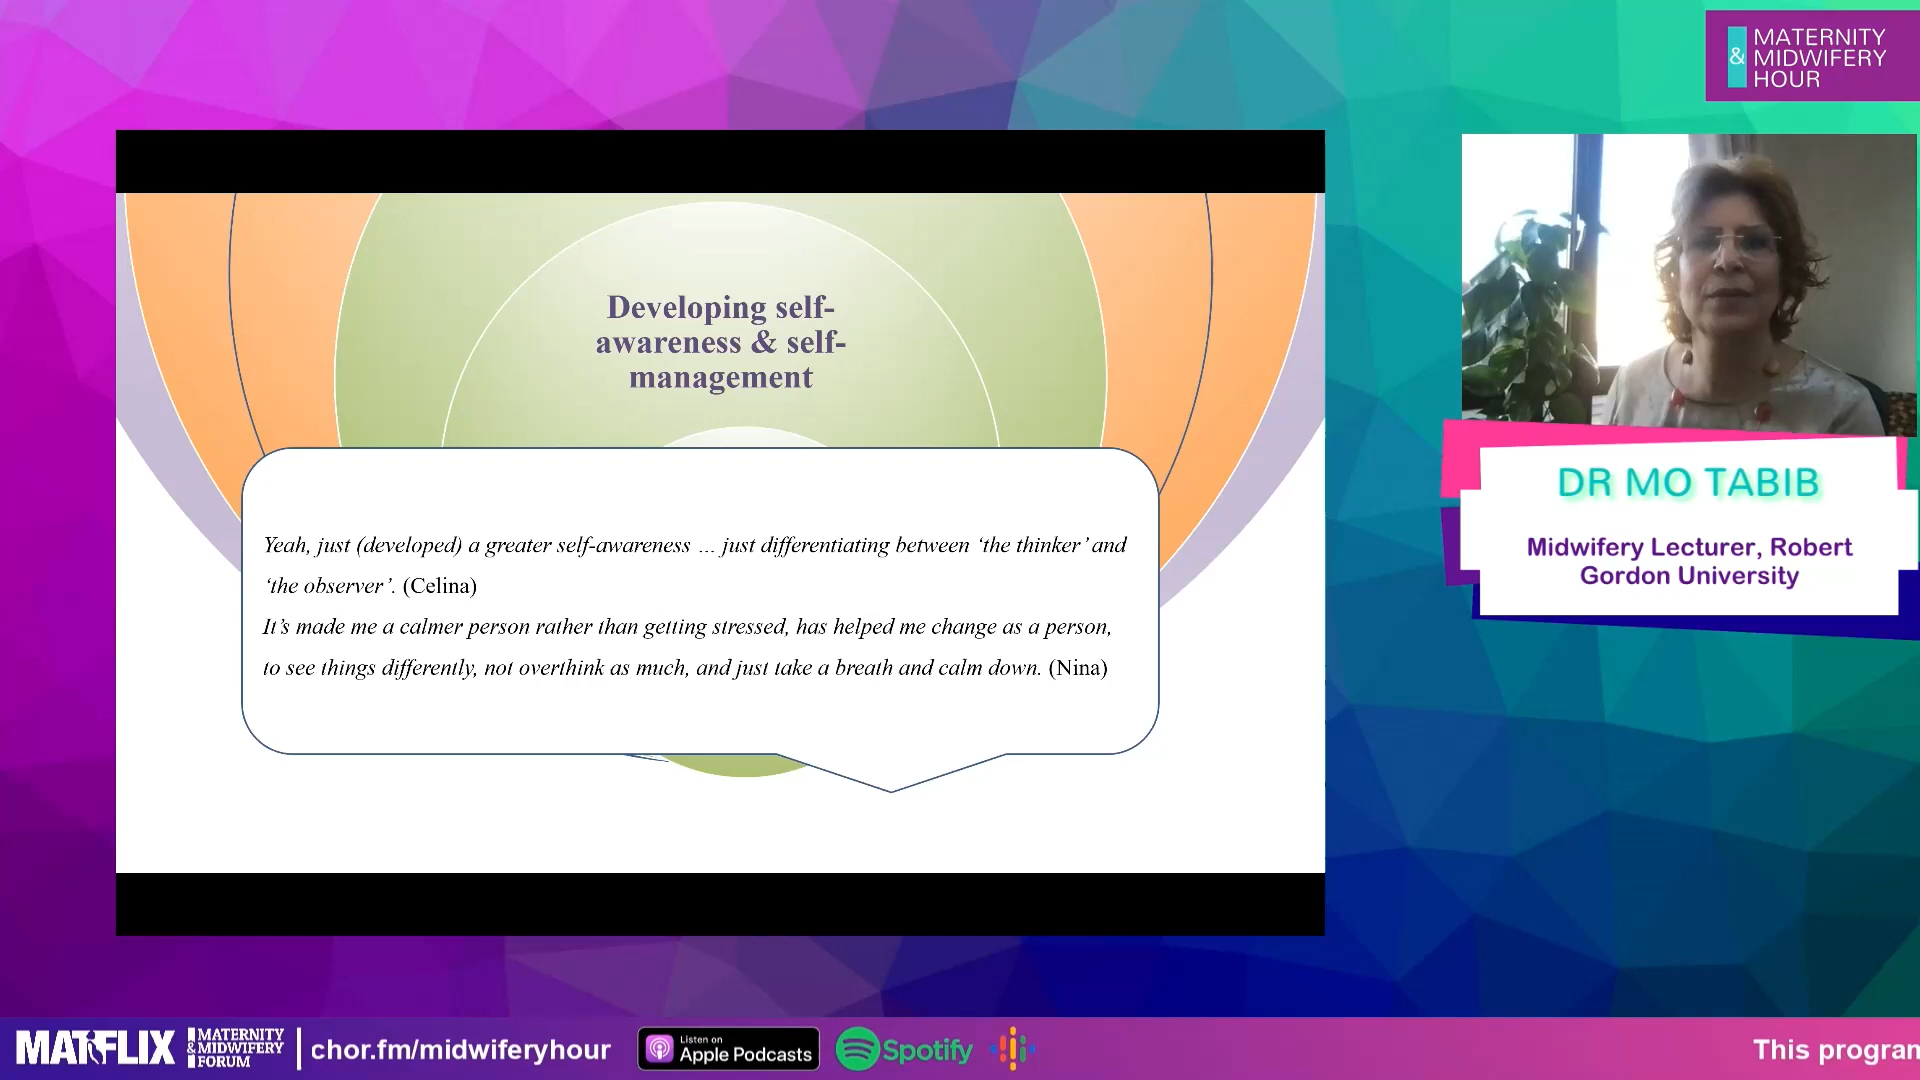 MATERNITY
& MIDWIFERY
HOUR
Developing self-
awareness & self-
management
Yeah, just (developed) a greater self-awareness … just differentiating between ‘the thinker’ and
‘the observer’. (Celina)
It’s made me a calmer person rather than getting stressed, has helped me change as a person,
to see things differently, not overthink as much, and just take a breath and calm down. (Nina)
DR MO TABIB
Midwifery Lecturer, Robert
Gordon University
MATFLIX
MATERNITY
& MIDWIFERY
FORUM
chor.fm/midwiferyhour
Listen on
Apple Podcasts
Spotify
This program